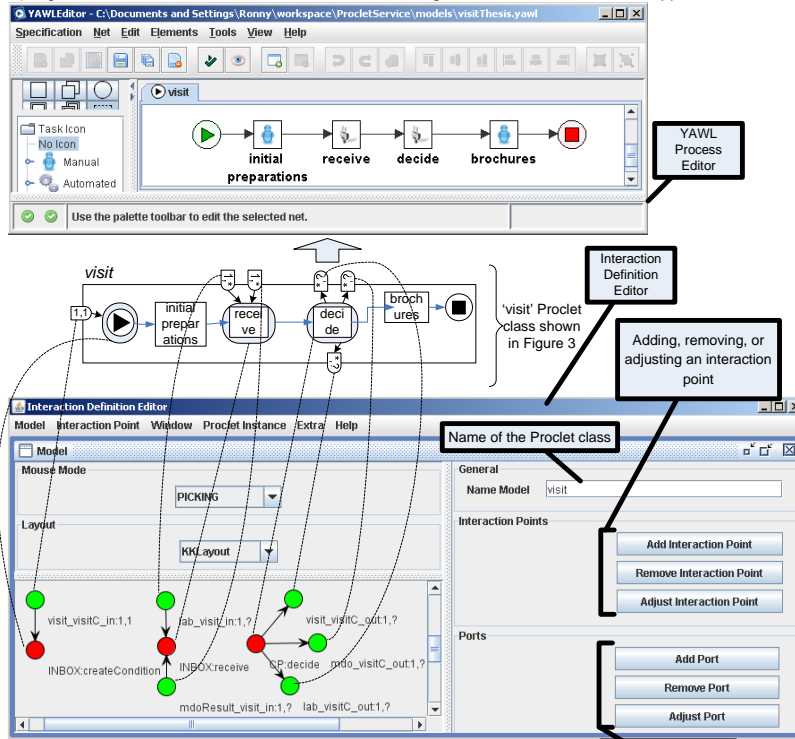 YAWLEditor - C:\Documents and Settings\Ronny\workspace\ProcletService\models\visitThesis.yawl
Specification Net Edit Elements Tools View Help
visit
Task Icon
No Icon
Manual
Automated
initial
preparations
receive
decide
brochures
Use the palette toolbar to edit the selected net.
YAWL
Process
Editor
visit
1,1
initial
prepar
ations
recei
ve
deci
de
broch
ures
'visit' Proclet
class shown
in Figure 3
Interaction
Definition
Editor
Adding, removing, or
adjusting an interaction
point
Interaction Definition Editor
Model Interaction Point Window Proclet Instance Extra Help
Name of the Proclet class
Model
Mouse Mode
PICKING
Layout
KKLayout
General
Name Model visit
Interaction Points
Add Interaction Point
Remove Interaction Point
Adjust Interaction Point
Ports
Add Port
Remove Port
Adjust Port
visit_visitC_in:1,1
lab_visit_in:1,?
visit_visitC_out:1,?
INBOX:createCondition
INBOX:receive
CP:decide
mdo_visitC_out:1,?
mdoResult_visit_in:1,?
lab_visitC_out:1,?